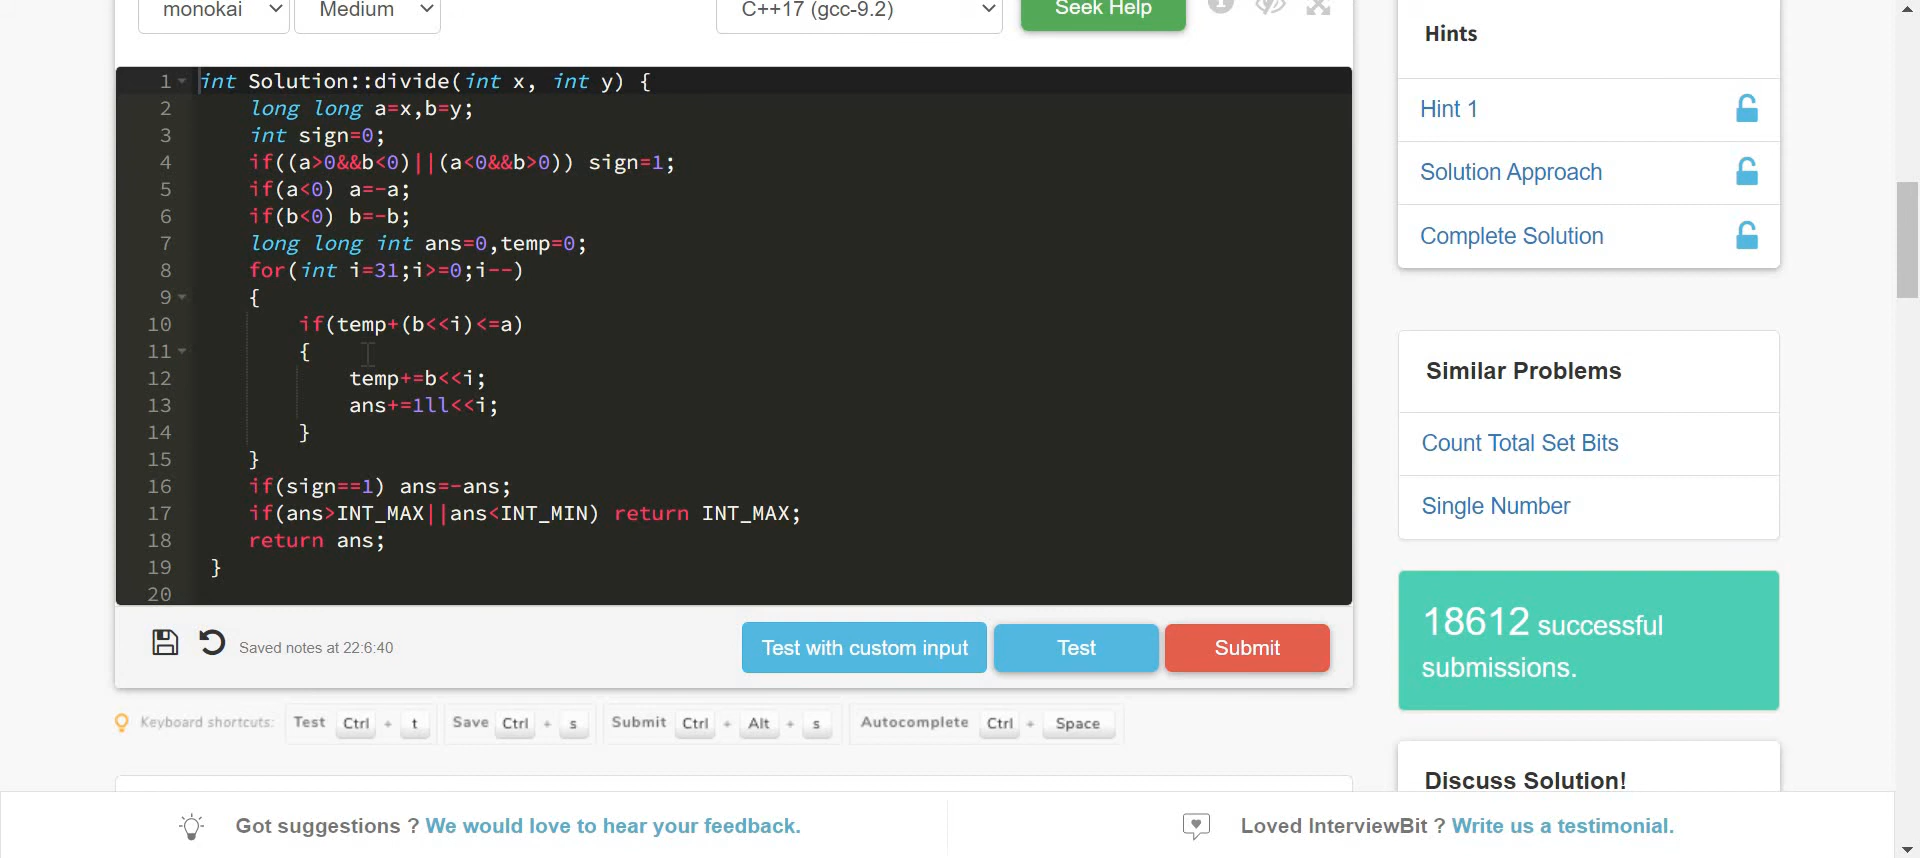 monokai Medium C++17 (gcc-9.2) Seek Help
1 int Solution::divide(int x, int y) {
2 long long a=x,b=y;
3 int sign=0;
4 if((a>0&&b<0)||(a<0&&b>0)) sign=1;
5 if(a<0) a=-a;
6 if(b<0) b=-b;
7 long long int ans=0,temp=0;
8 for(int i=31;i>=0;i--)
9 {
10 if(temp+(b<<i)<=a)
11 {
12 temp+=b<<i;
13 ans+=1ll<<i;
14 }
15 }
16 if(sign==1) ans=-ans;
17 if(ans>INT_MAX||ans<INT_MIN) return INT_MAX;
18 return ans;
19 }
20
Saved notes at 22:6:40 Test with custom input Test Submit
Keyboard shortcuts: Test Ctrl + t Save Ctrl + s Submit Ctrl + Alt + s Autocomplete Ctrl + Space
Hints
Hint 1
Solution Approach
Complete Solution
Similar Problems
Count Total Set Bits
Single Number
18612 successful
submissions.
Discuss Solution!
Got suggestions ? We would love to hear your feedback.
Loved InterviewBit ? Write us a testimonial.